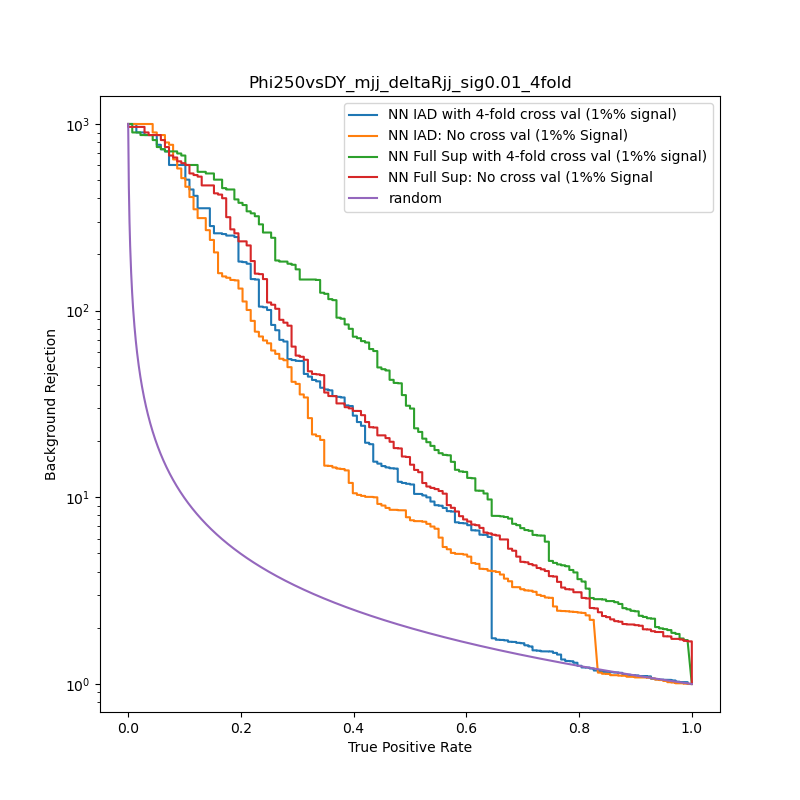 Phi250vsDY_mjj_deltaRjj_sig0.01_4fold
NN IAD with 4-fold cross val (1%% signal)
NN IAD: No cross val (1%% Signal)
NN Full Sup with 4-fold cross val (1%% signal)
NN Full Sup: No cross val (1%% Signal
random
10³
10²
10¹
10⁰
Background Rejection
0.0 0.2 0.4 0.6 0.8 1.0
True Positive Rate